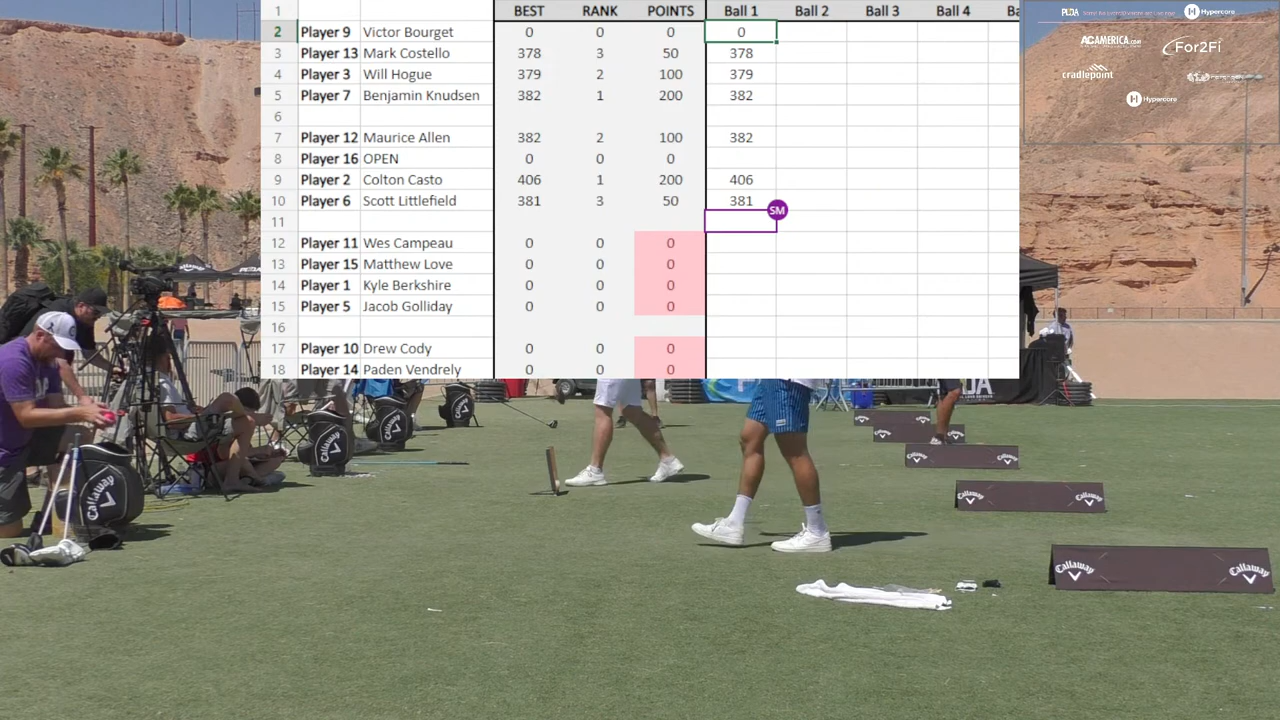 1 BEST RANK POINTS Ball 1 Ball 2 Ball 3 Ball 4 Ba
2 Player 9 Victor Bourget 0 0 0 0
3 Player 13 Mark Costello 378 3 50 378
4 Player 3 Will Hogue 379 2 100 379
5 Player 7 Benjamin Knudsen 382 1 200 382
6
7 Player 12 Maurice Allen 382 2 100 382
8 Player 16 OPEN 0 0 0
9 Player 2 Colton Casto 406 1 200 406
10 Player 6 Scott Littlefield 381 3 50 381
11 SM
12 Player 11 Wes Campeau 0 0 0
13 Player 15 Matthew Love 0 0 0
14 Player 1 Kyle Berkshire 0 0 0
15 Player 5 Jacob Golliday 0 0 0
16
17 Player 10 Drew Cody 0 0 0
18 Player 14 Paden Vendrely 0 0 0
PLDA Hypercore
ACAMERICA.com For2Fi
cradlepoint
Hypercore
Callaway
Callaway
Callaway Callaway
Callaway Callaway